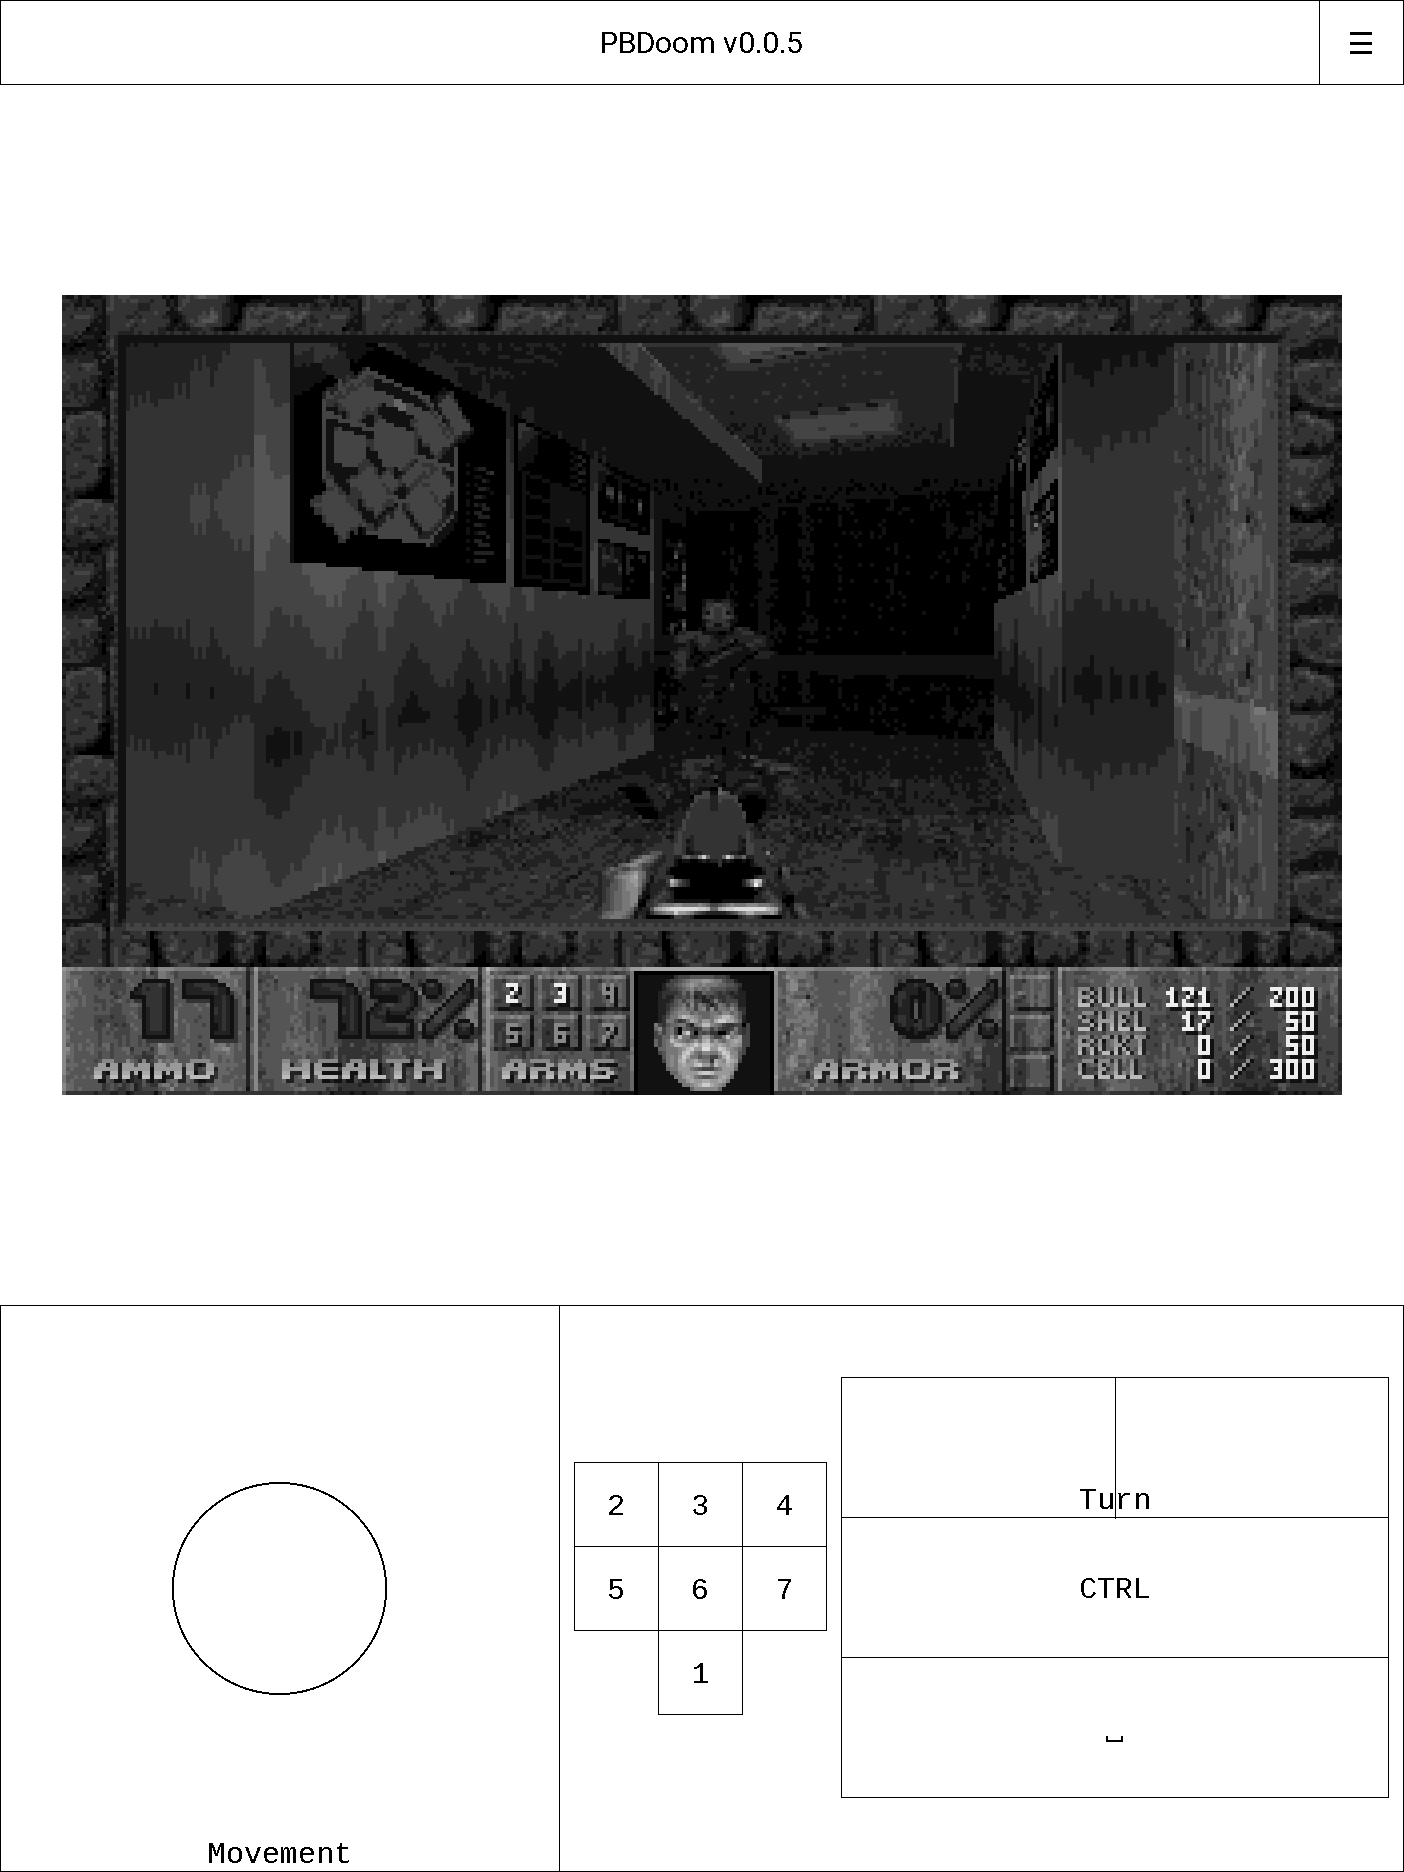 PBDoom v0.0.5 ☰
17 72% 2 3 4 0% BULL 121 / 200
5 6 7 SHEL 17 / 50
RCKT 0 / 50
AMMO HEALTH ARMS ARMOR CELL 0 / 300
Turn
2 3 4
CTRL
5 6 7
1
␣
Movement